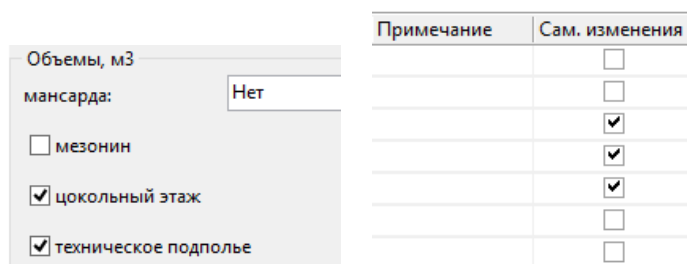 Объемы, м3
мансарда:
Нет
мезонин
цокольный этаж
техническое подполье
Примечание
Сам. изменения